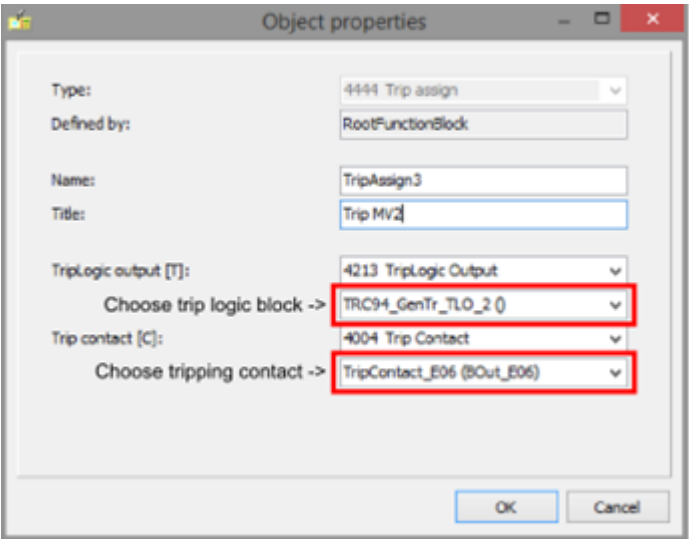 Object properties
Type: 4444 Trip assign
Defined by: RootFunctionBlock
Name: TripAssign3
Title: Trip MV2
TripLogic output [T]: 4213 TripLogic Output
Choose trip logic block -> TRC94_GenTr_TLO_2 ()
Trip contact [C]: 4004 Trip Contact
Choose tripping contact -> TripContact_E06 (BOut_E06)
OK Cancel